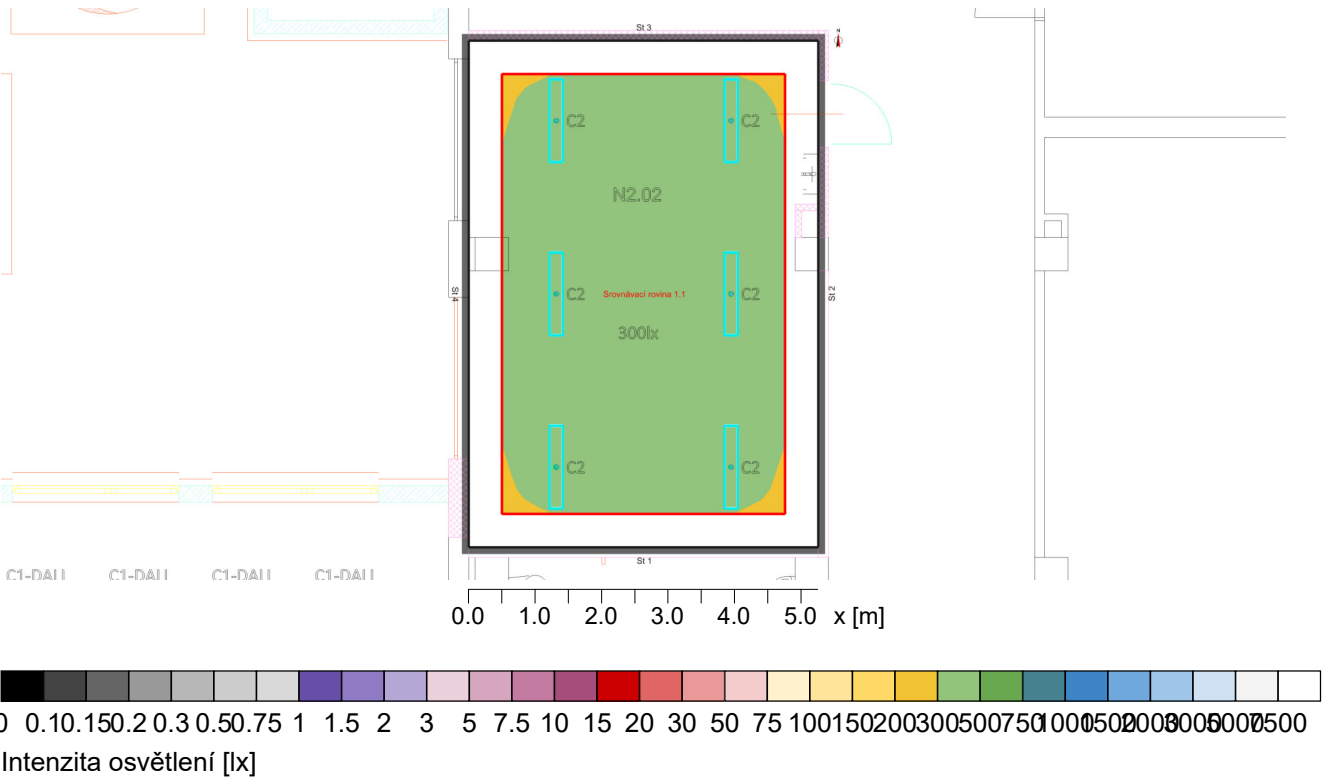 St 3
N
C2 C2
N2.02
C2 Srovnávací rovina 1.1 C2
St 4
St 2
300lx
C2 C2
St 1
C1-DALI C1-DALI C1-DALI C1-DALI
0.0 1.0 2.0 3.0 4.0 5.0 x [m]
0 0.1 0.15 0.2 0.3 0.5 0.75 1 1.5 2 3 5 7.5 10 15 20 30 50 75 100 150 200 300 500 750 1000 1500 2000 3000 5000 7500
Intenzita osvětlení [lx]